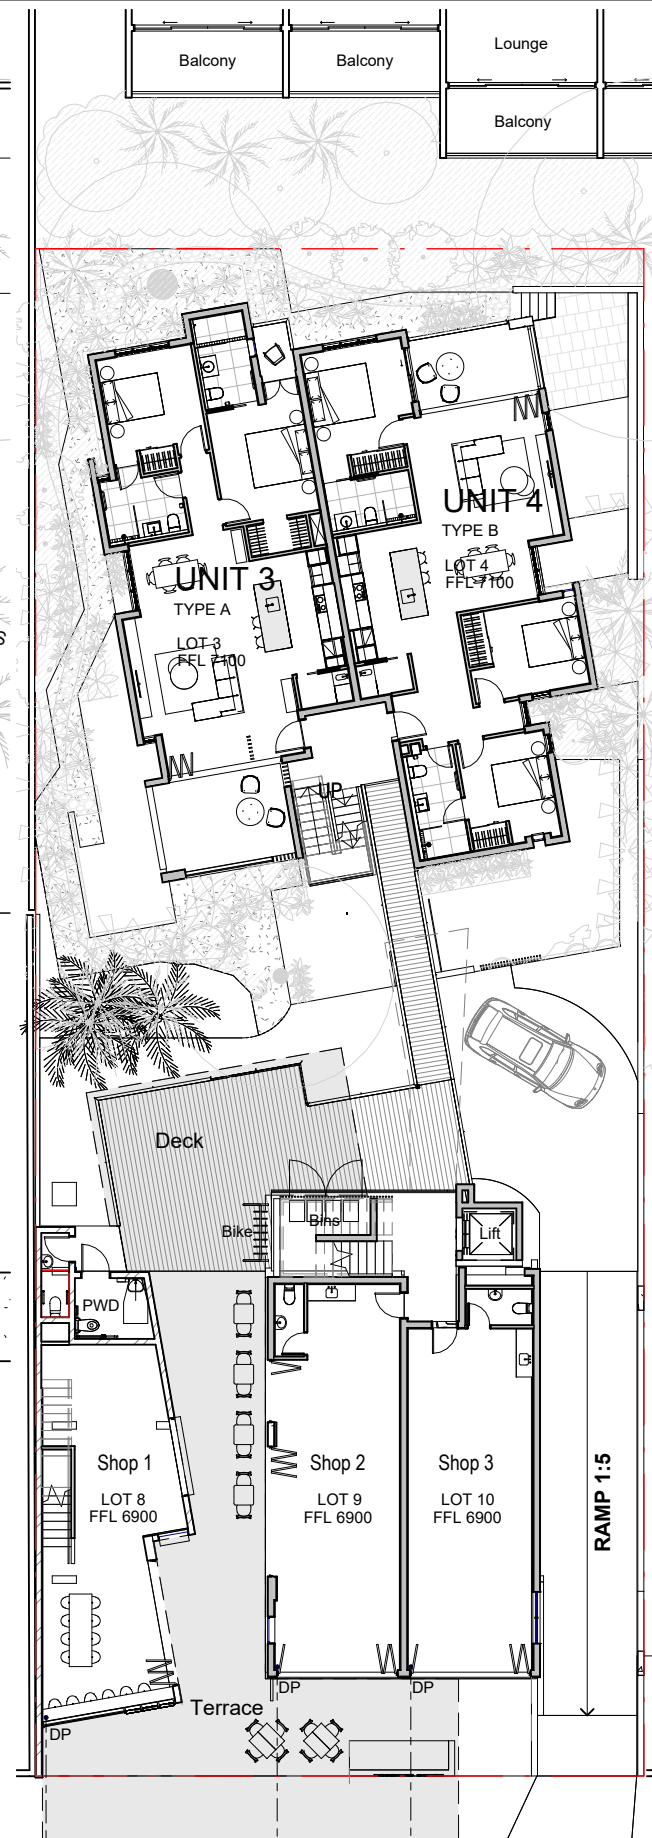 Lounge
Balcony
Balcony
Balcony
UNIT 4
TYPE B
LOT 4
FFL 7100
UNIT 3
TYPE A
LOT 3
FFL 7100
S
UP
Deck
Bike
Bins
Lift
PWD
Shop 1
LOT 8
FFL 6900
Shop 2
LOT 9
FFL 6900
Shop 3
LOT 10
FFL 6900
RAMP 1:5
DP
DP
Terrace
DP